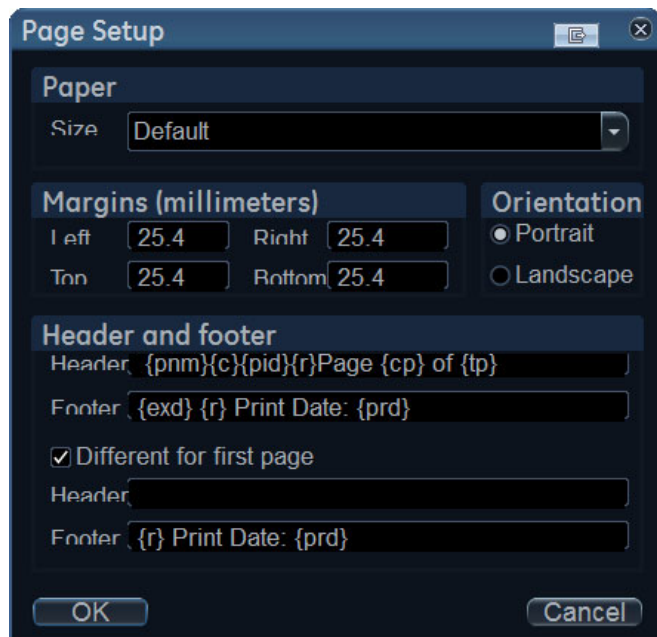 Page Setup
Paper
Size Default
Margins (millimeters) Orientation
Left 25.4 Right 25.4 Portrait
Top 25.4 Bottom 25.4 Landscape
Header and footer
Header {pnm}{c}{pid}{r}Page {cp} of {tp}
Footer {exd} {r} Print Date: {prd}
Different for first page
Header
Footer {r} Print Date: {prd}
OK Cancel